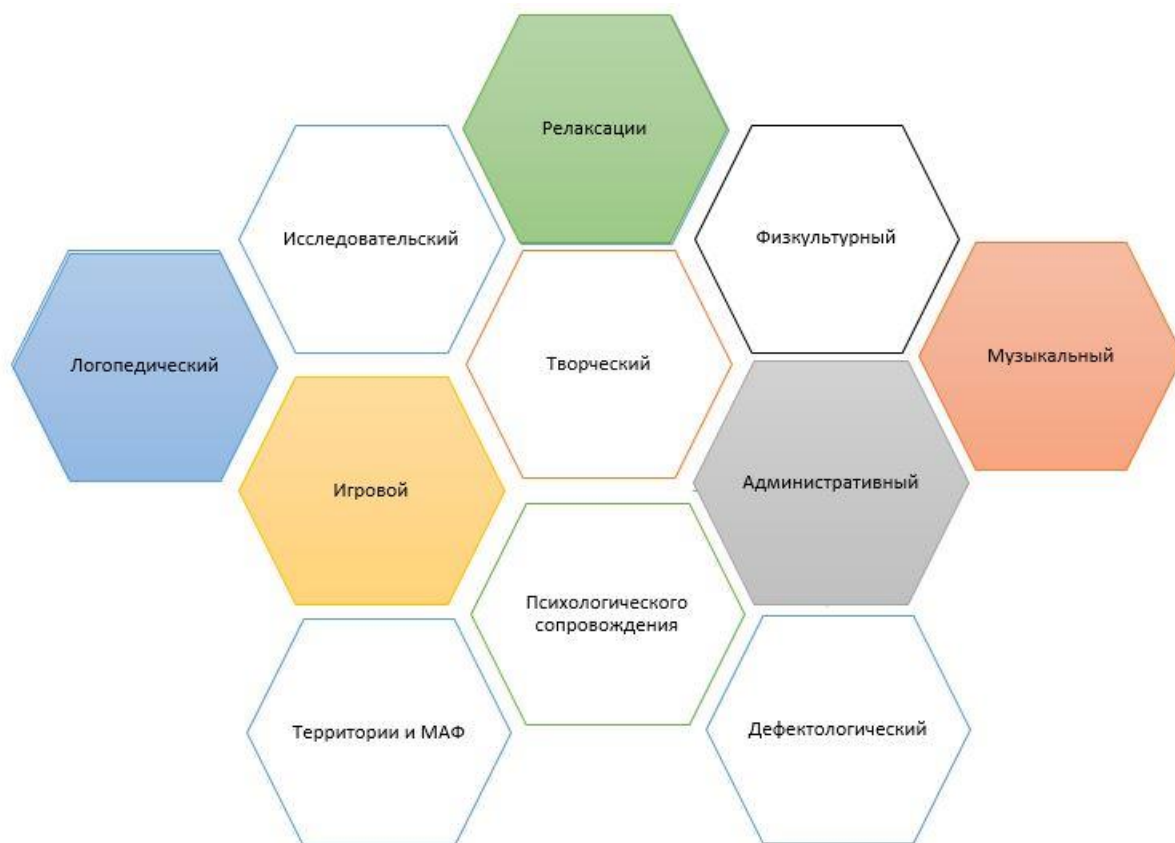 Релаксации
Исследовательский
Физкультурный
Логопедический
Творческий
Музыкальный
Игровой
Административный
Психологического
сопровождения
Территории и МАФ
Дефектологический